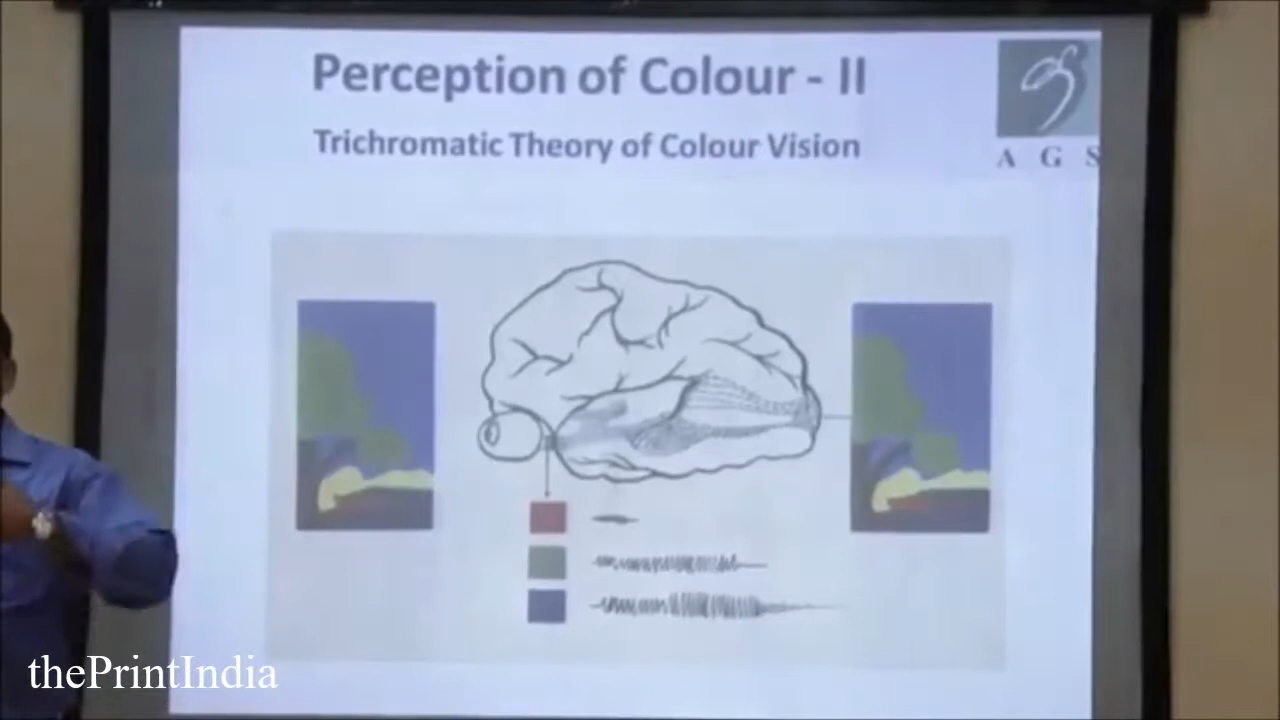 Perception of Colour - II
Trichromatic Theory of Colour Vision
A G S
thePrintIndia